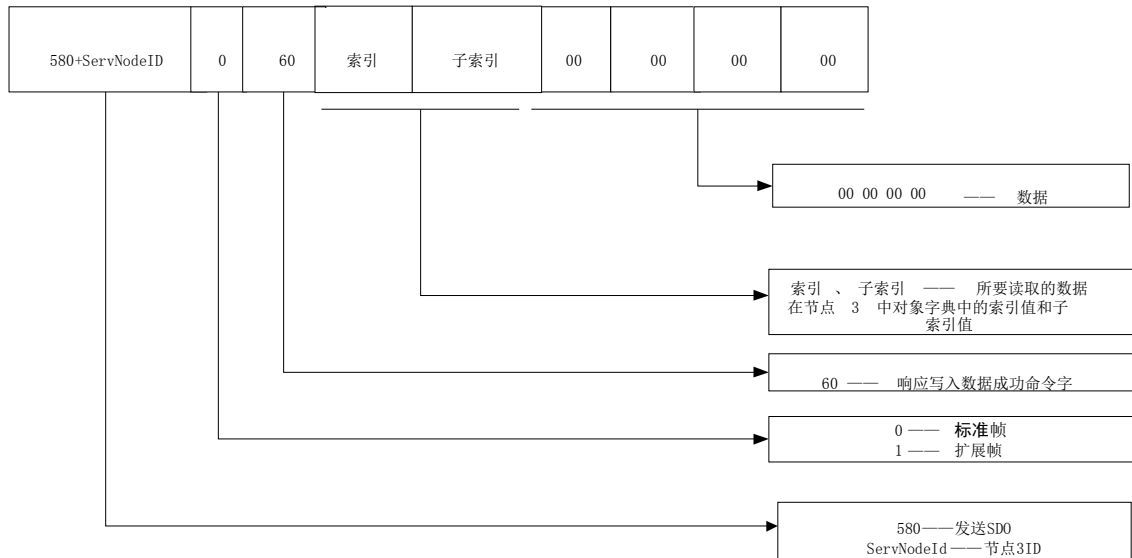 580+ServNodeID 0 60 索引 子索引 00 00 00 00
00 00 00 00 —— 数据
索引 、 子索引 —— 所要读取的数据
在节点 3 中对象字典中的索引值和子
索引值
60 —— 响应写入数据成功命令字
0 —— 标准帧
1 —— 扩展帧
580——发送SDO
ServNodeId——节点3ID